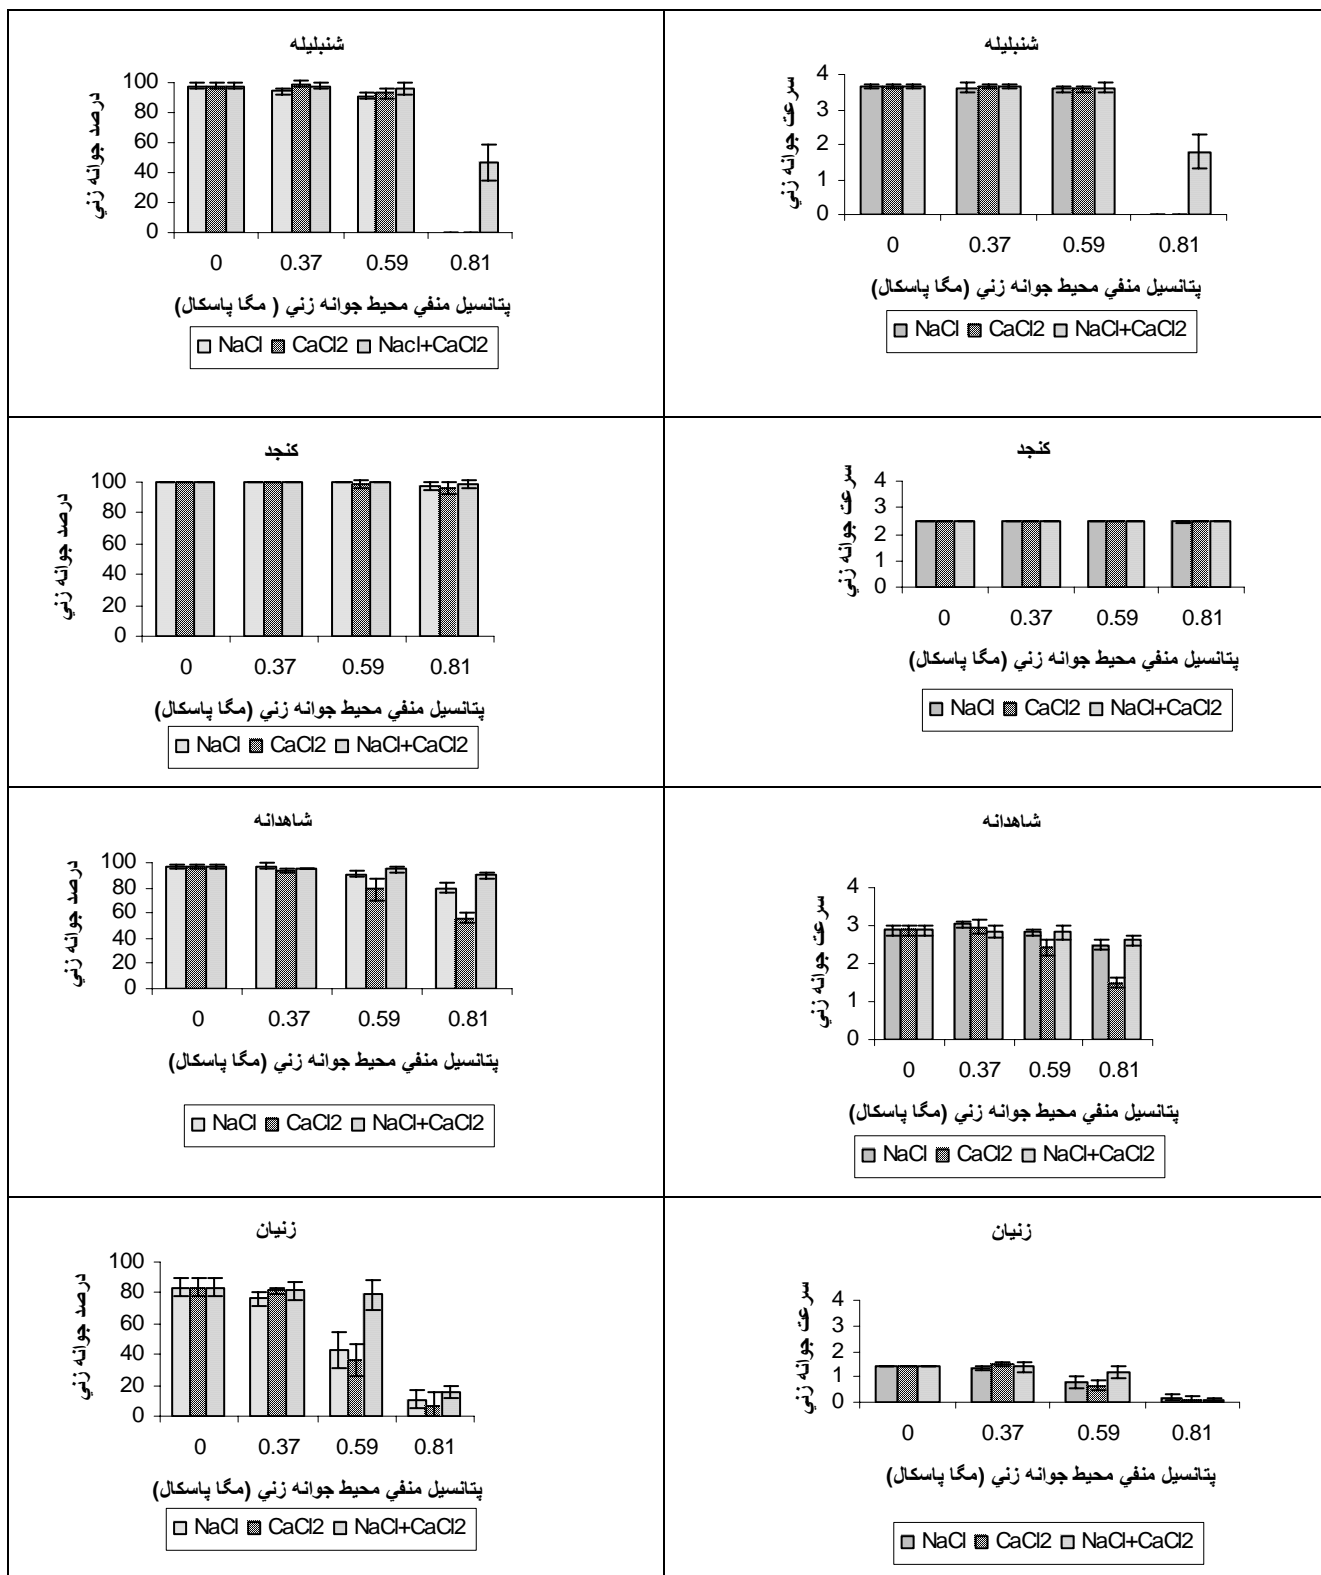 شنبليله
درصد جوانه زني
100
80
60
40
20
0
0 0.37 0.59 0.81
پتانسيل منفي محيط جوانه زني ( مگا پاسكال)
NaCl CaCl2 Nacl+CaCl2
شنبليله
سرعت جوانه زني
4
3
2
1
0
0 0.37 0.59 0.81
پتانسيل منفي محيط جوانه زني (مگا پاسكال)
NaCl CaCl2 NaCl+CaCl2
كنجد
درصد جوانه زني
100
80
60
40
20
0
0 0.37 0.59 0.81
پتانسيل منفي محيط جوانه زني (مگا پاسكال)
NaCl CaCl2 NaCl+CaCl2
كنجد
سرعت جوانه زني
4
3
2
1
0
0 0.37 0.59 0.81
پتانسيل منفي محيط جوانه زني (مگا پاسكال)
NaCl CaCl2 NaCl+CaCl2
شاهدانه
درصد جوانه زني
100
80
60
40
20
0
0 0.37 0.59 0.81
پتانسيل منفي محيط جوانه زني (مگا پاسكال)
NaCl CaCl2 NaCl+CaCl2
شاهدانه
سرعت جوانه زني
4
3
2
1
0
0 0.37 0.59 0.81
پتانسيل منفي محيط جوانه زني (مگا پاسكال)
NaCl CaCl2 NaCl+CaCl2
زنيان
درصد جوانه زني
100
80
60
40
20
0
0 0.37 0.59 0.81
پتانسيل منفي محيط جوانه زني (مگا پاسكال)
NaCl CaCl2 NaCl+CaCl2
زنيان
سرعت جوانه زني
4
3
2
1
0
0 0.37 0.59 0.81
پتانسيل منفي محيط جوانه زني (مگا پاسكال)
NaCl CaCl2 NaCl+CaCl2